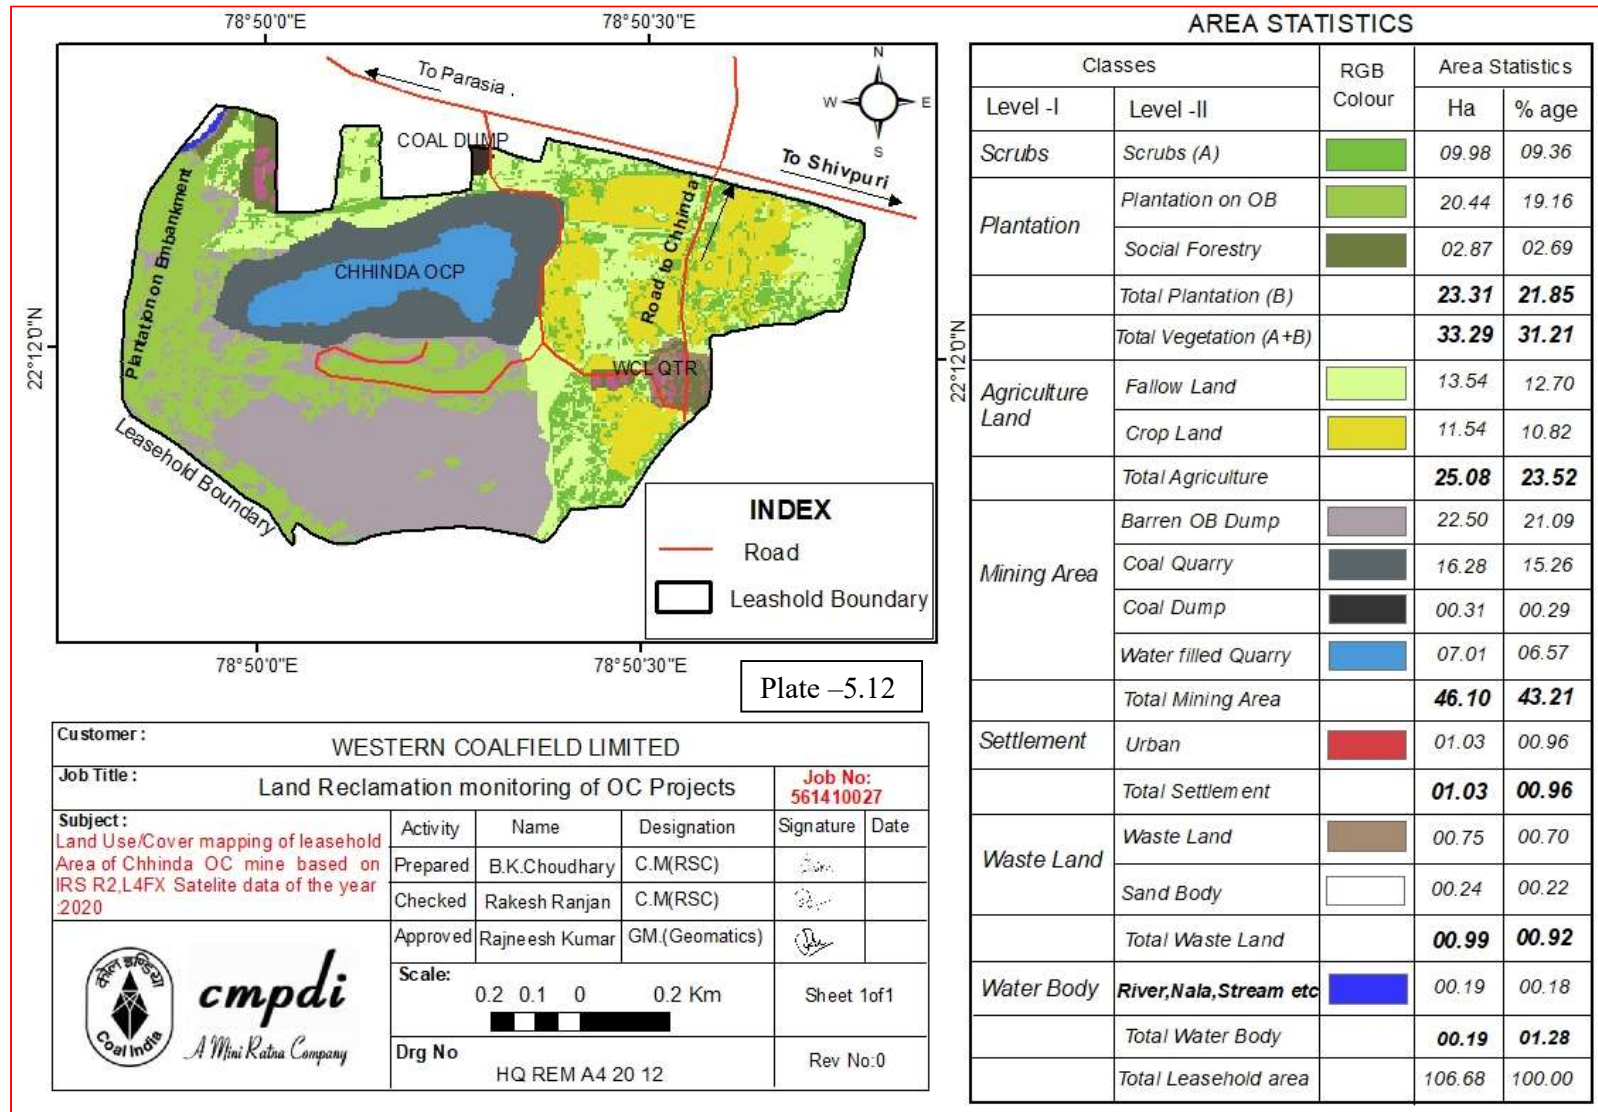 78°50'0"E
78°50'30"E
N
W
E
S
To Parasia .
COAL DUMP
To Shivpuri
Plantation on Embankment
CHHINDA OCP
Road to Chhinda
WCL QTR
Leasehold Boundary
22°12'0"N
22°12'0"N
INDEX
Road
Leashold Boundary
78°50'0"E
78°50'30"E
Plate –5.12
Customer :
WESTERN COALFIELD LIMITED
Job Title :
Land Reclamation monitoring of OC Projects
Job No:
561410027
Subject :
Land Use/Cover mapping of leasehold
Area of Chhinda OC mine based on
IRS R2,L4FX Satelite data of the year
:2020
Activity Name Designation Signature Date
Prepared B.K.Choudhary C.M(RSC)
Checked Rakesh Ranjan C.M(RSC)
Approved Rajneesh Kumar GM.(Geomatics)
Scale:
0.2 0.1 0 0.2 Km
Sheet 1of1
Drg No
HQ REM A4 20 12
Rev No:0
कोल इण्डिया
Coal India
cmpdi
A Mini Ratna Company
AREA STATISTICS
Classes RGB Colour Area Statistics
Level -I Level -II Ha % age
Scrubs Scrubs (A) 09.98 09.36
Plantation Plantation on OB 20.44 19.16
Social Forestry 02.87 02.69
Total Plantation (B) 23.31 21.85
Total Vegetation (A+B) 33.29 31.21
Agriculture Land Fallow Land 13.54 12.70
Crop Land 11.54 10.82
Total Agriculture 25.08 23.52
Mining Area Barren OB Dump 22.50 21.09
Coal Quarry 16.28 15.26
Coal Dump 00.31 00.29
Water filled Quarry 07.01 06.57
Total Mining Area 46.10 43.21
Settlement Urban 01.03 00.96
Total Settlement 01.03 00.96
Waste Land Waste Land 00.75 00.70
Sand Body 00.24 00.22
Total Waste Land 00.99 00.92
Water Body River,Nala,Stream etc 00.19 00.18
Total Water Body 00.19 01.28
Total Leasehold area 106.68 100.00